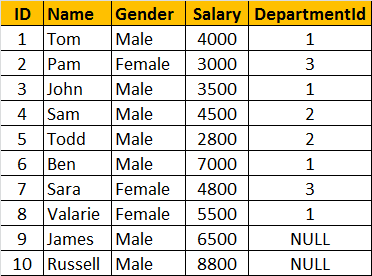 ID Name Gender Salary DepartmentId
1 Tom Male 4000 1
2 Pam Female 3000 3
3 John Male 3500 1
4 Sam Male 4500 2
5 Todd Male 2800 2
6 Ben Male 7000 1
7 Sara Female 4800 3
8 Valarie Female 5500 1
9 James Male 6500 NULL
10 Russell Male 8800 NULL